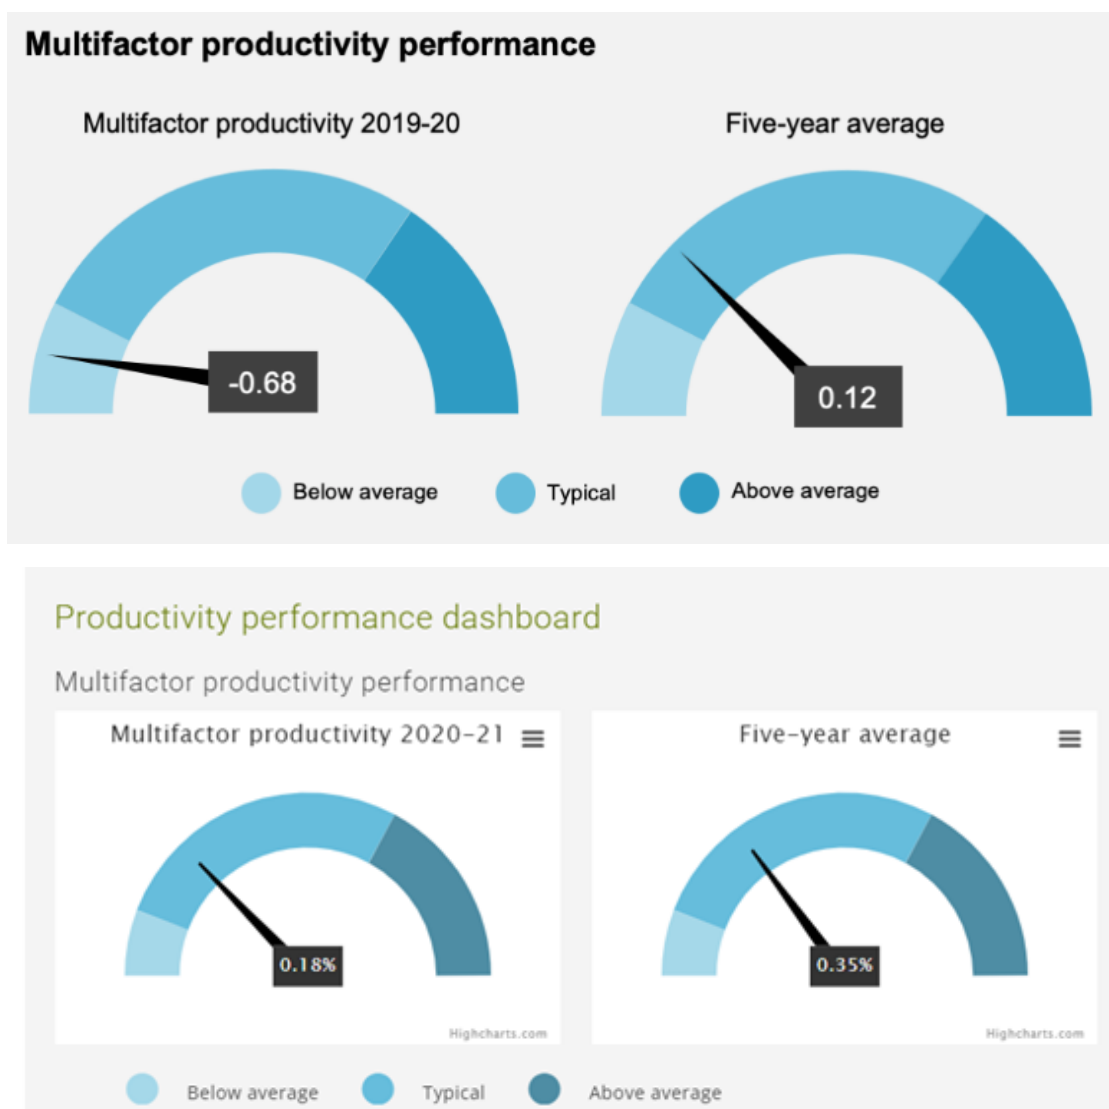 Multifactor productivity performance
Multifactor productivity 2019-20
Five-year average
-0.68
0.12
Below average
Typical
Above average
Productivity performance dashboard
Multifactor productivity performance
Multifactor productivity 2020-21
Five-year average
0.18%
0.35%
Highcharts.com
Highcharts.com
Below average
Typical
Above average